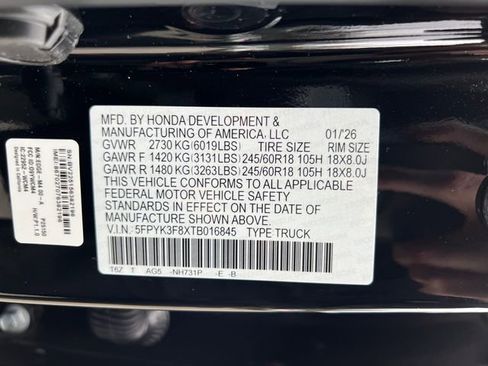 MFD. BY HONDA DEVELOPMENT &
MANUFACTURING OF AMERICA, LLC 01/26
GVWR 2730 KG(6019LBS) TIRE SIZE RIM SIZE
GAWR F 1420 KG(3131LBS) 245/60R18 105H 18X8.0J
GAWR R 1480 KG(3263LBS) 245/60R18 105H 18X8.0J
THIS VEHICLE CONFORMS TO ALL APPLICABLE
FEDERAL MOTOR VEHICLE SAFETY
STANDARDS IN EFFECT ON THE DATE OF
MANUFACTURE SHOWN ABOVE.
V.I.N.: 5FPYK3F8XTB016845 TYPE: TRUCK
T6Z T AG5 -NH731P -E -B